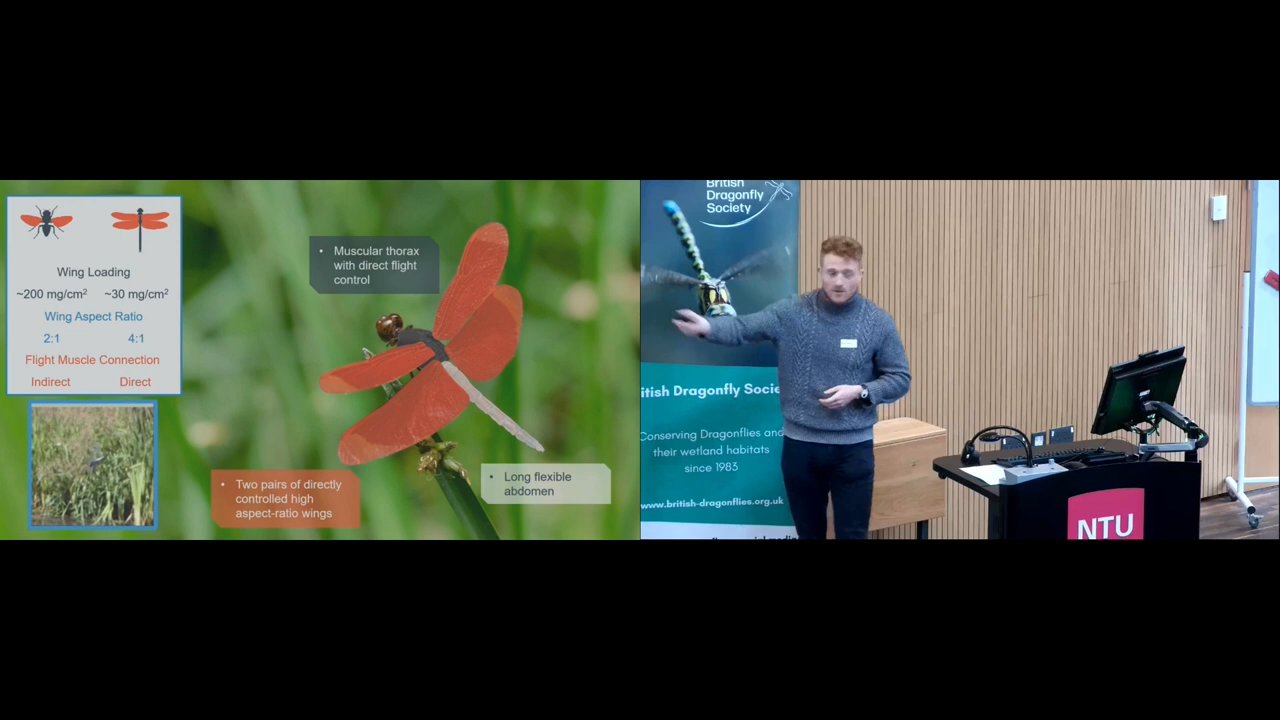 Wing Loading
~200 mg/cm² ~30 mg/cm²
Wing Aspect Ratio
2:1 4:1
Flight Muscle Connection
Indirect Direct
• Muscular thorax
with direct flight
control
• Two pairs of directly
controlled high
aspect-ratio wings
• Long flexible
abdomen
British
Dragonfly
Society
itish Dragonfly Socie
Conserving Dragonflies and
their wetland habitats
since 1983
www.british-dragonflies.org.uk
NTU